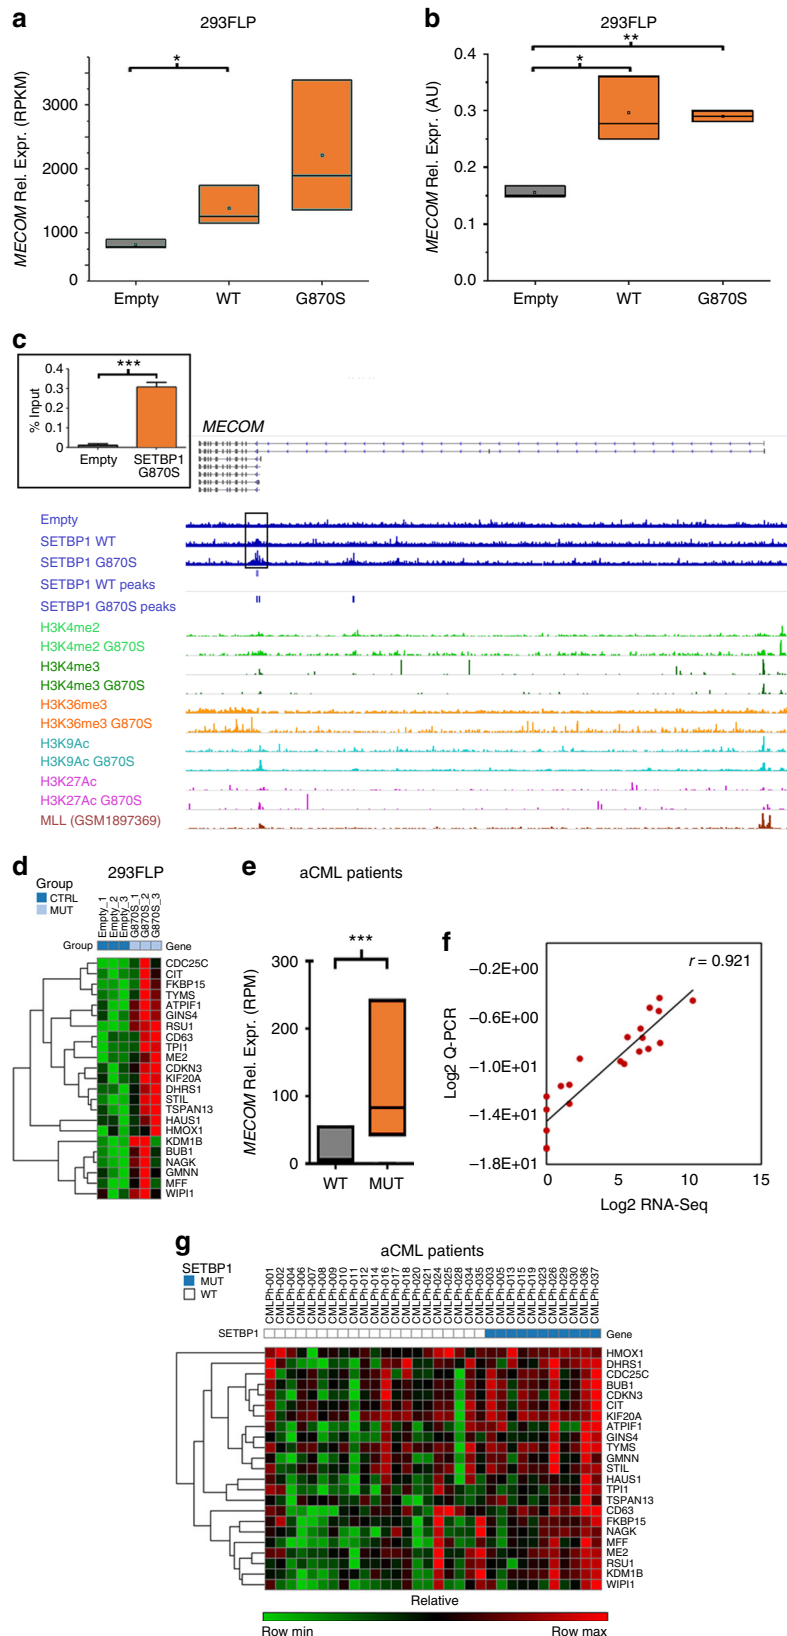 a
293FLP
MECOM Rel. Expr. (RPKM)
*
3000
2000
1000
0
Empty
WT
G870S
b
293FLP
MECOM Rel. Expr. (AU)
**
*
0.4
0.3
0.2
0.1
0.0
Empty
WT
G870S
c
% Input
***
0.4
0.3
0.2
0.1
0
Empty
SETBP1
G870S
MECOM
Empty
SETBP1 WT
SETBP1 G870S
SETBP1 WT peaks
SETBP1 G870S peaks
H3K4me2
H3K4me2 G870S
H3K4me3
H3K4me3 G870S
H3K36me3
H3K36me3 G870S
H3K9Ac
H3K9Ac G870S
H3K27Ac
H3K27Ac G870S
MLL (GSM1897369)
d
293FLP
Group
CTRL
MUT
Empty_1
Empty_2
Empty_3
G870S_1
G870S_2
G870S_3
Group
Gene
CDC25C
CIT
FKBP15
TYMS
ATPIF1
GINS4
RSU1
CD63
TPI1
ME2
CDKN3
KIF20A
DHRS1
STIL
TSPAN13
HAUS1
HMOX1
KDM1B
BUB1
NAGK
GMNN
MFF
WIPI1
e
aCML patients
MECOM Rel. Expr. (RPM)
***
300
200
100
0
WT
MUT
f
Log2 Q-PCR
r = 0.921
−0.2E+00
−0.6E+00
−1.0E+01
−1.4E+01
−1.8E+01
0
5
10
15
Log2 RNA-Seq
g
aCML patients
SETBP1
MUT
WT
CMLPh-001
CMLPh-002
CMLPh-004
CMLPh-006
CMLPh-007
CMLPh-008
CMLPh-009
CMLPh-010
CMLPh-011
CMLPh-012
CMLPh-014
CMLPh-016
CMLPh-017
CMLPh-018
CMLPh-020
CMLPh-021
CMLPh-024
CMLPh-025
CMLPh-028
CMLPh-034
CMLPh-035
CMLPh-003
CMLPh-005
CMLPh-013
CMLPh-015
CMLPh-019
CMLPh-023
CMLPh-026
CMLPh-029
CMLPh-030
CMLPh-036
CMLPh-037
SETBP1
Gene
HMOX1
DHRS1
CDC25C
BUB1
CDKN3
CIT
KIF20A
ATPIF1
GINS4
TYMS
GMNN
STIL
HAUS1
TPI1
TSPAN13
CD63
FKBP15
NAGK
MFF
ME2
RSU1
KDM1B
WIPI1
Relative
Row min
Row max